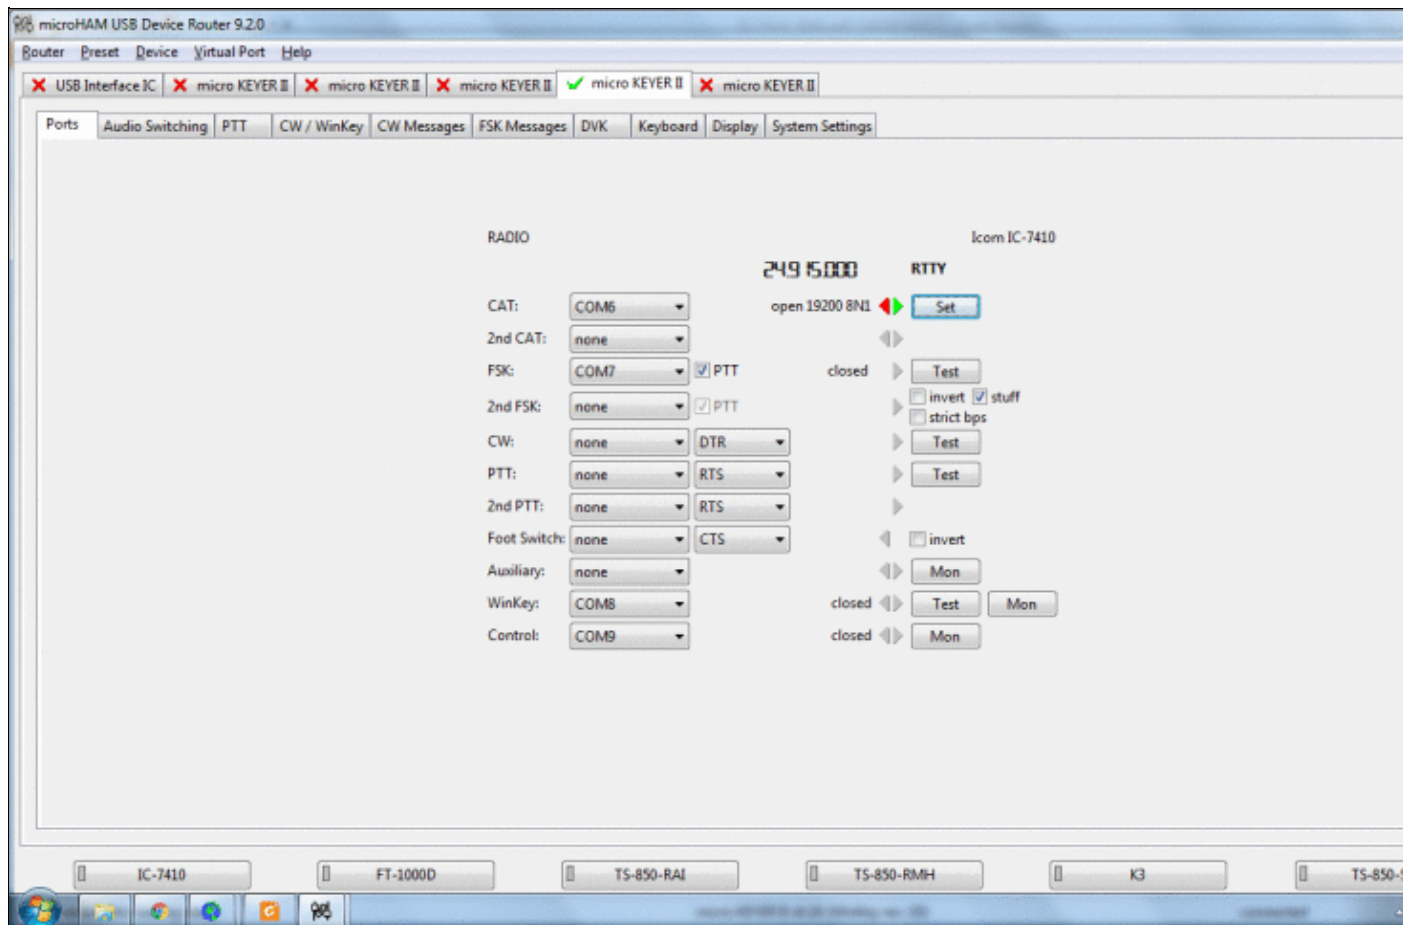 microHAM USB Device Router 9.2.0
Router Preset Device Virtual Port Help
USB Interface IC micro KEYER II micro KEYER II micro KEYER II micro KEYER II micro KEYER II
Ports Audio Switching PTT CW / WinKey CW Messages FSK Messages DVK Keyboard Display System Settings
RADIO Icom IC-7410
24.915.000 RTTY
CAT: COM6 open 19200 8N1 Set
2nd CAT: none
FSK: COM7 PTT closed Test
2nd FSK: none PTT invert stuff
strict bps
CW: none DTR Test
PTT: none RTS Test
2nd PTT: none RTS
Foot Switch: none CTS invert
Auxiliary: none Mon
WinKey: COM8 closed Test Mon
Control: COM9 closed Mon
IC-7410 FT-1000D TS-850-RAI TS-850-RMH K3 TS-850-